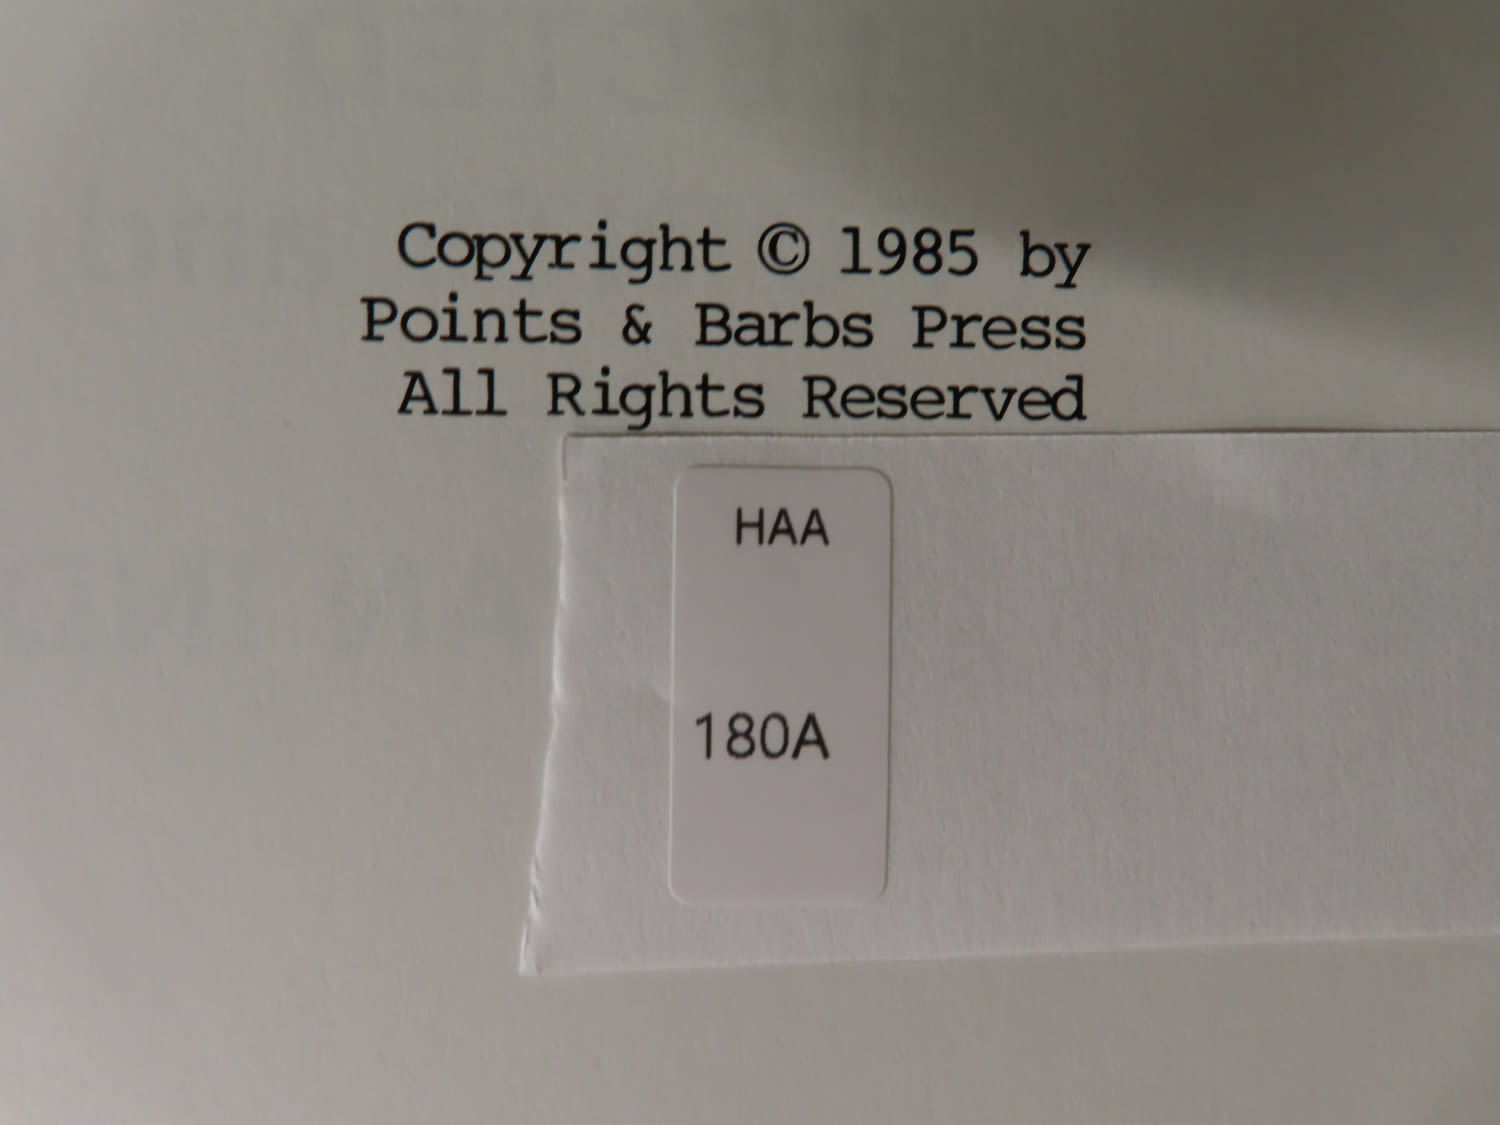 Copyright © 1985 by
Points & Barbs Press
All Rights Reserved
HAA
180A